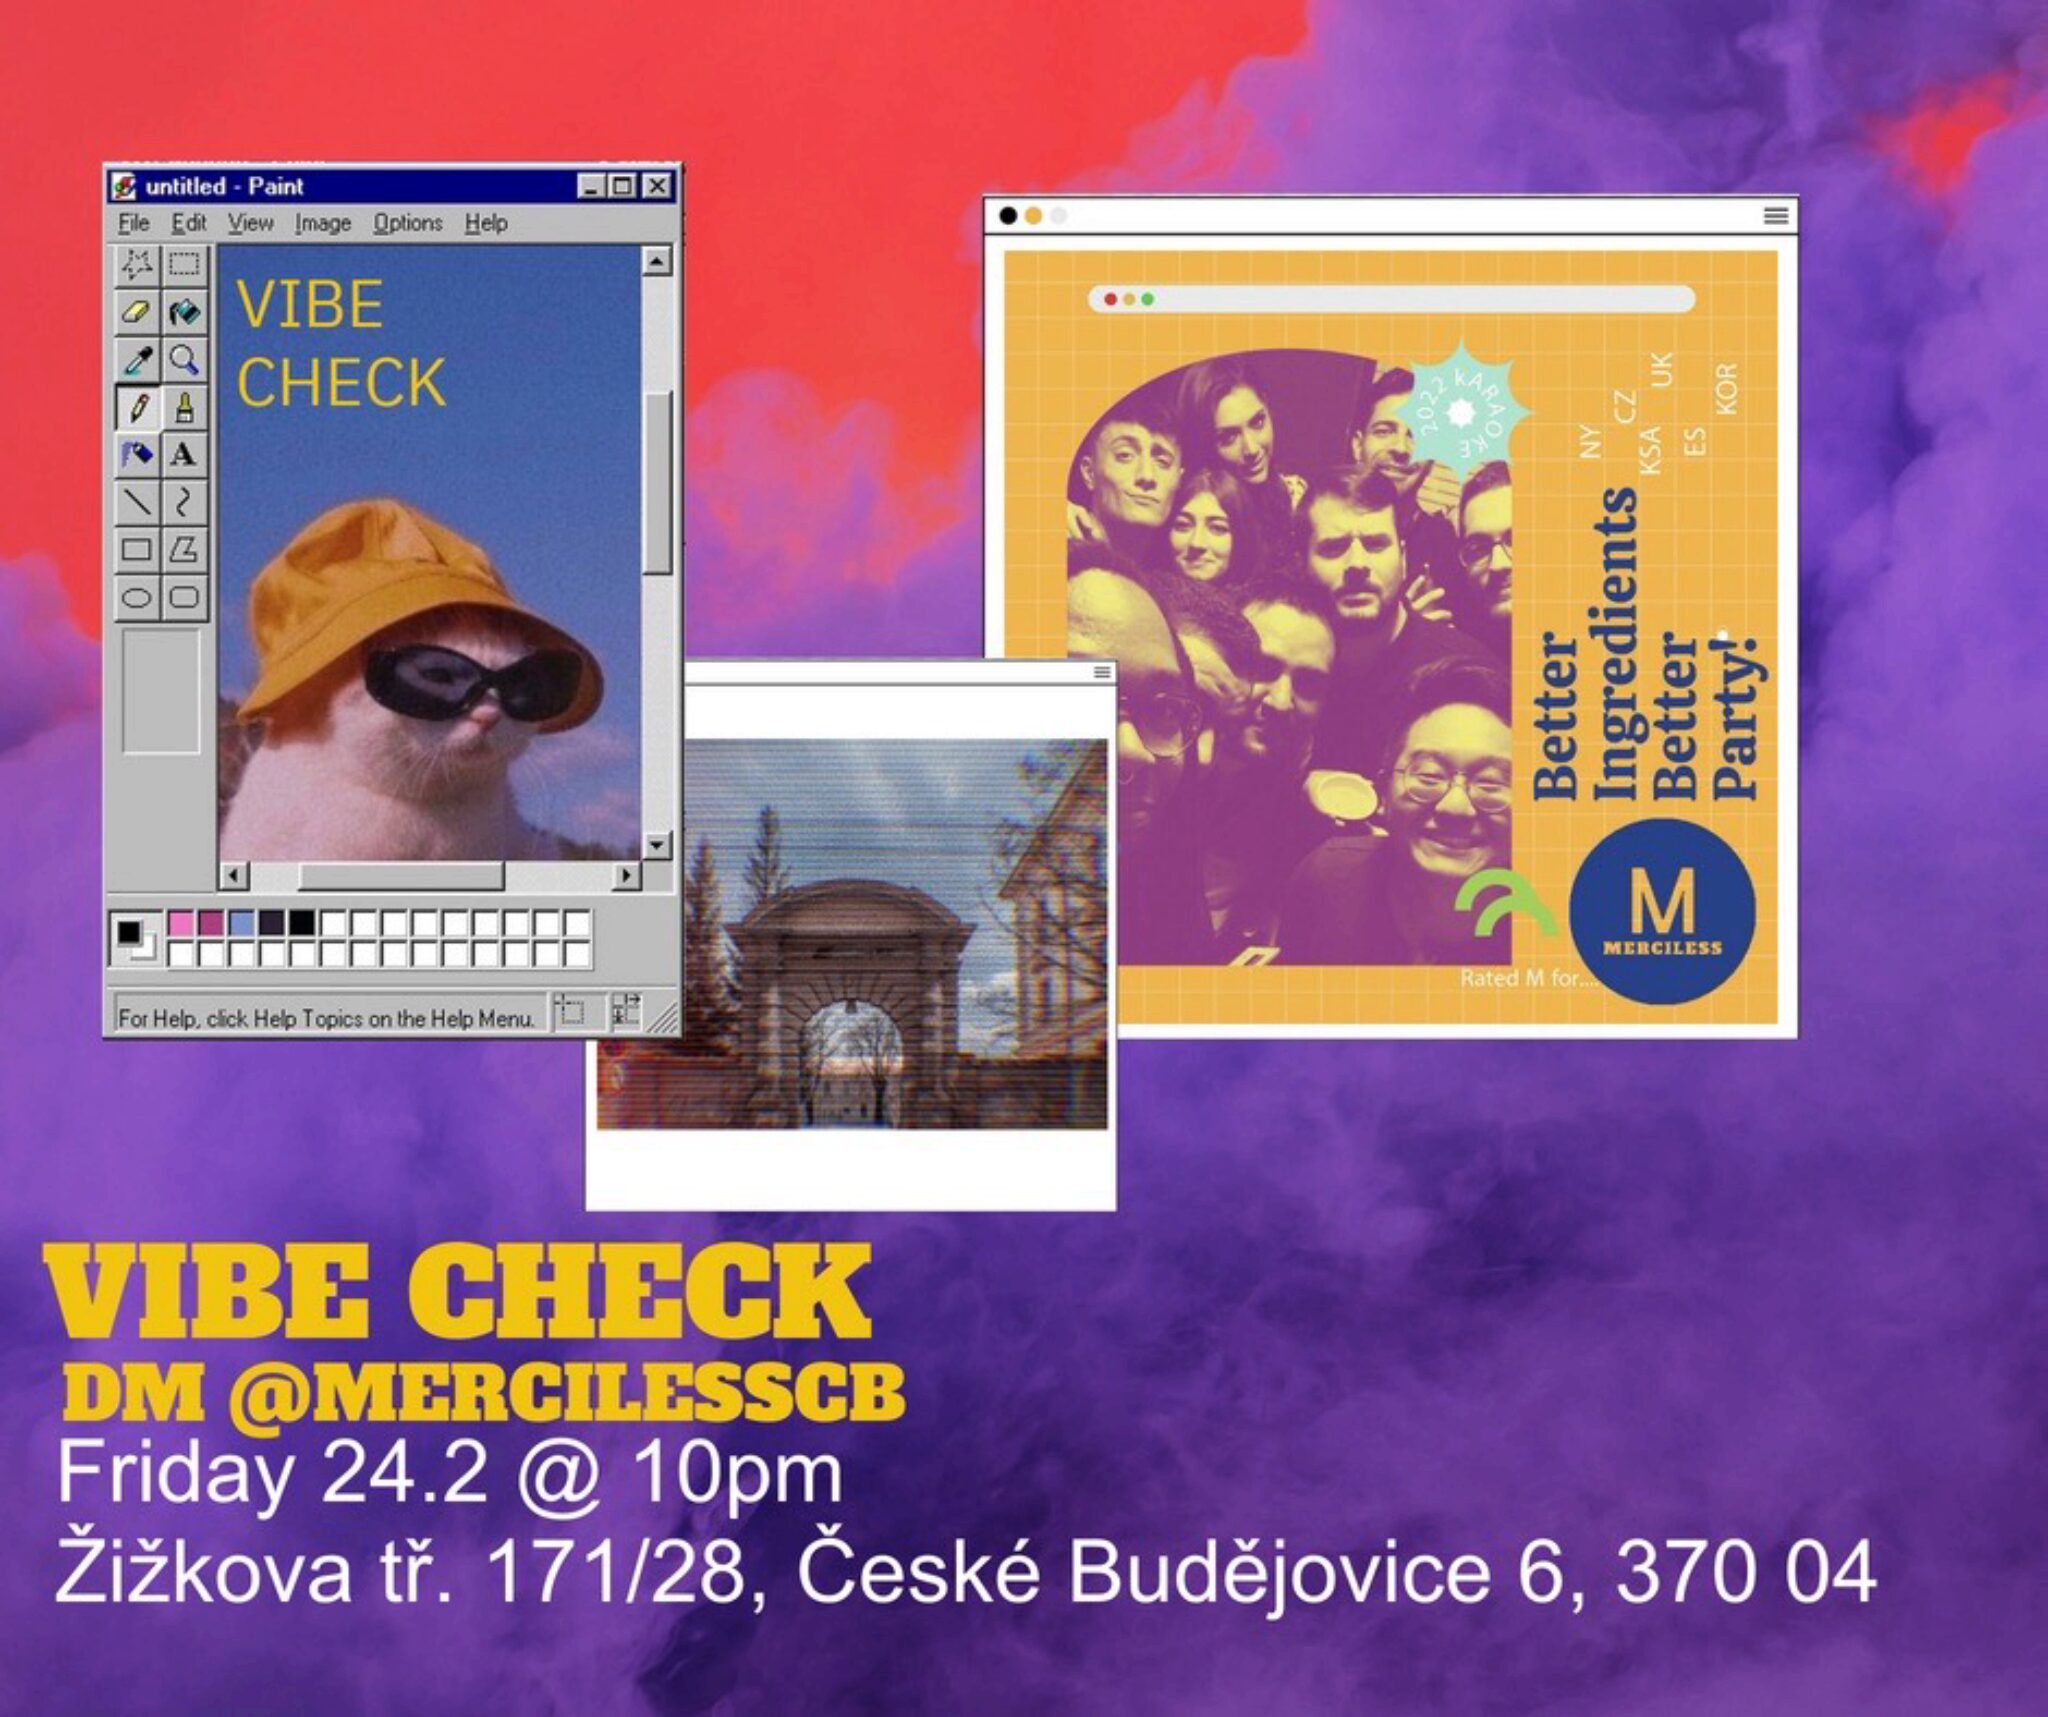 untitled - Paint
File Edit View Image Options Help
VIBE
CHECK
For Help, click Help Topics on the Help Menu.
2022 kARAOKE
NY
CZ
KSA
UK
ES
KOR
Better
Ingredients
Better
Party!
M
MERCILESS
Rated M for....
VIBE CHECK
DM @MERCILESSCB
Friday 24.2 @ 10pm
Žižkova tř. 171/28, České Budějovice 6, 370 04